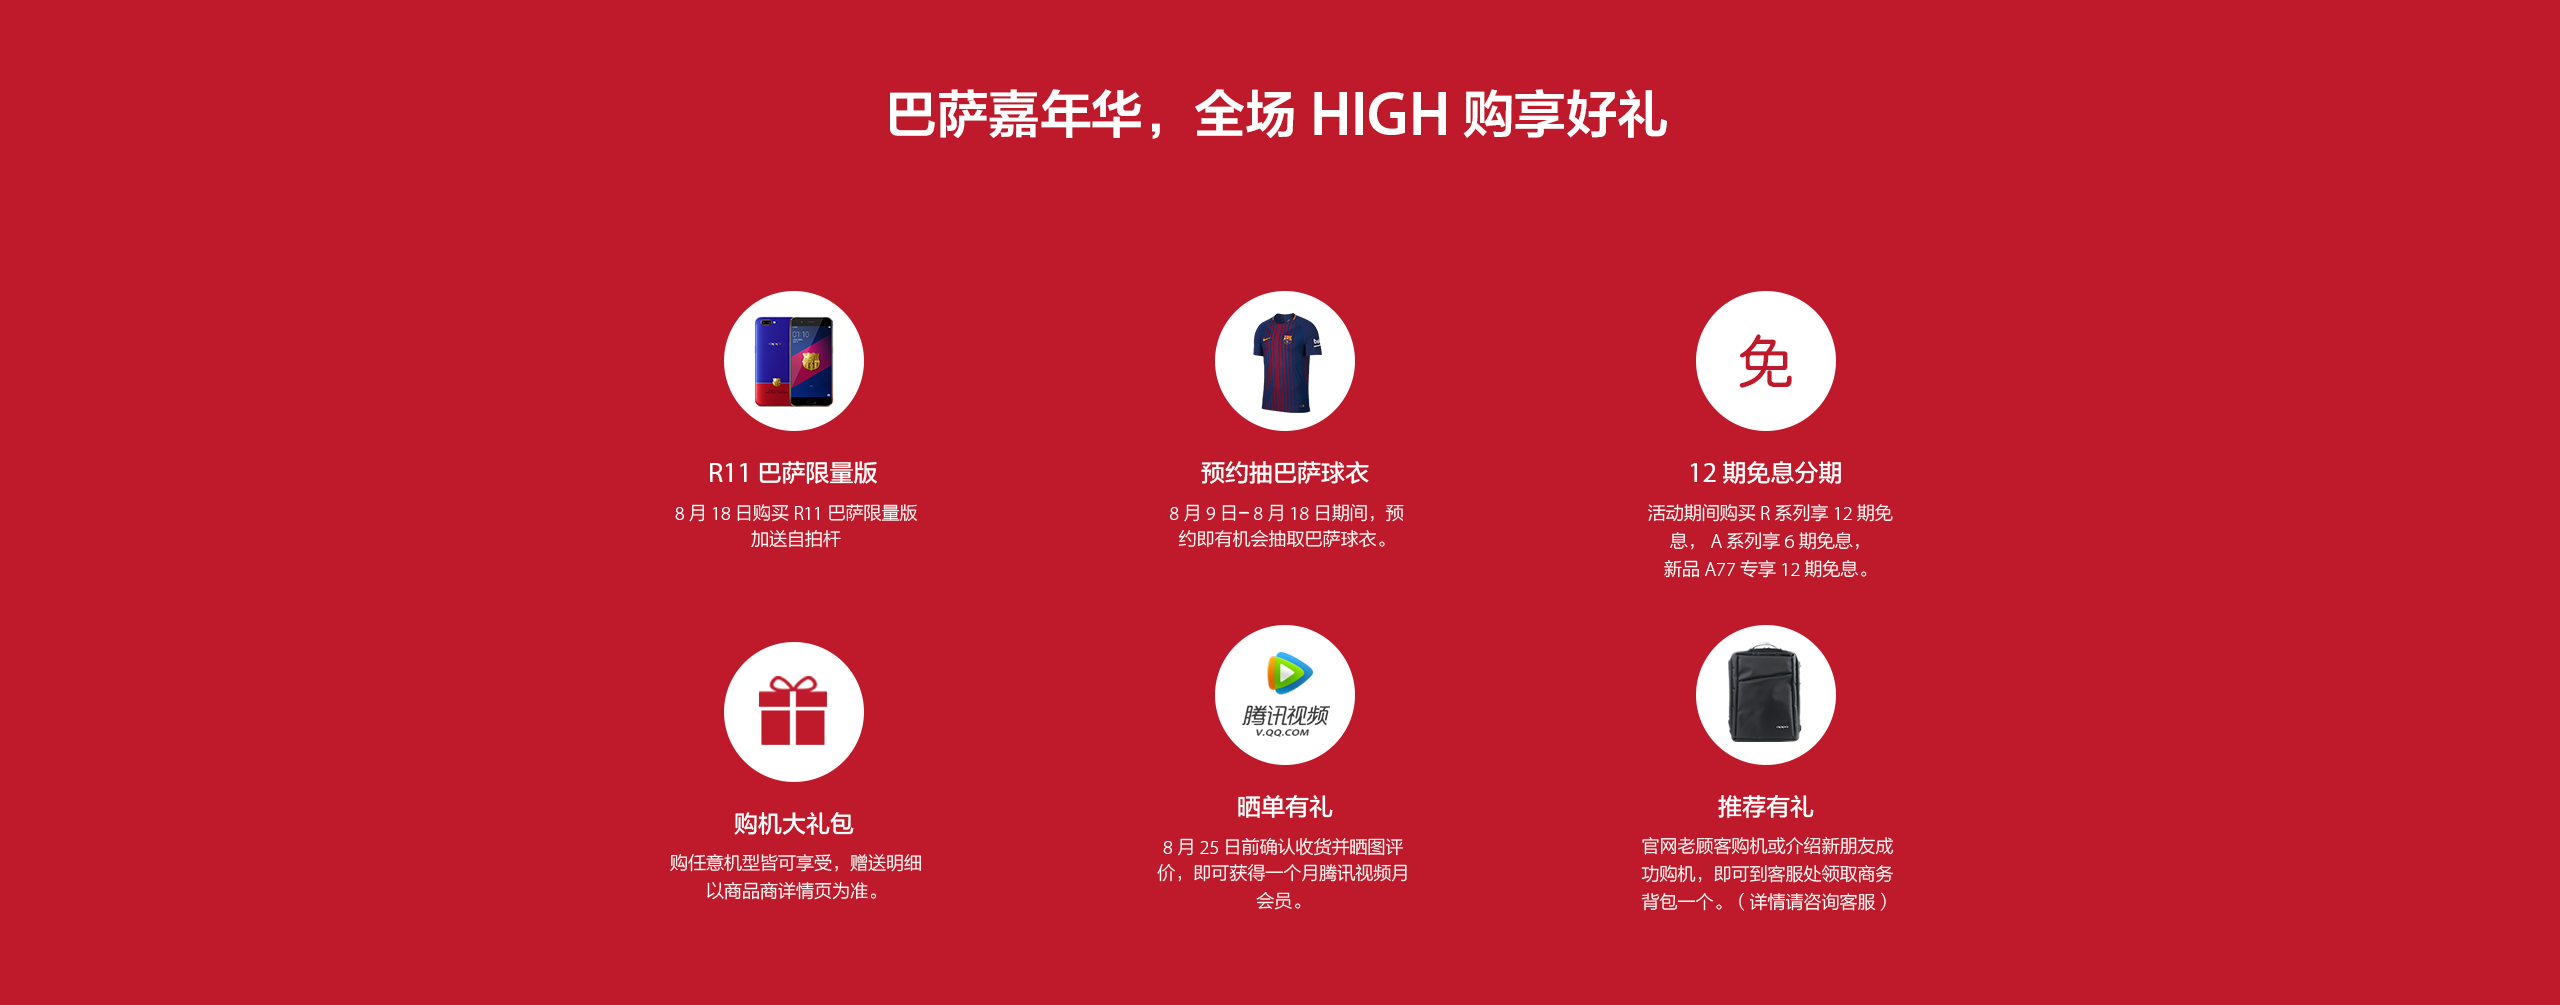 巴萨嘉年华，全场 HIGH 购享好礼
R11 巴萨限量版
8 月 18 日购买 R11 巴萨限量版
加送自拍杆
预约抽巴萨球衣
8 月 9 日– 8 月 18 日期间，预
约即有机会抽取巴萨球衣。
免
12 期免息分期
活动期间购买 R 系列享 12 期免
息， A 系列享 6 期免息，
新品 A77 专享 12 期免息。
购机大礼包
购任意机型皆可享受，赠送明细
以商品商详情页为准。
腾讯视频
V.QQ.COM
晒单有礼
8 月 25 日前确认收货并晒图评
价，即可获得一个月腾讯视频月
会员。
推荐有礼
官网老顾客购机或介绍新朋友成
功购机，即可到客服处领取商务
背包一个。（ 详情请咨询客服 ）